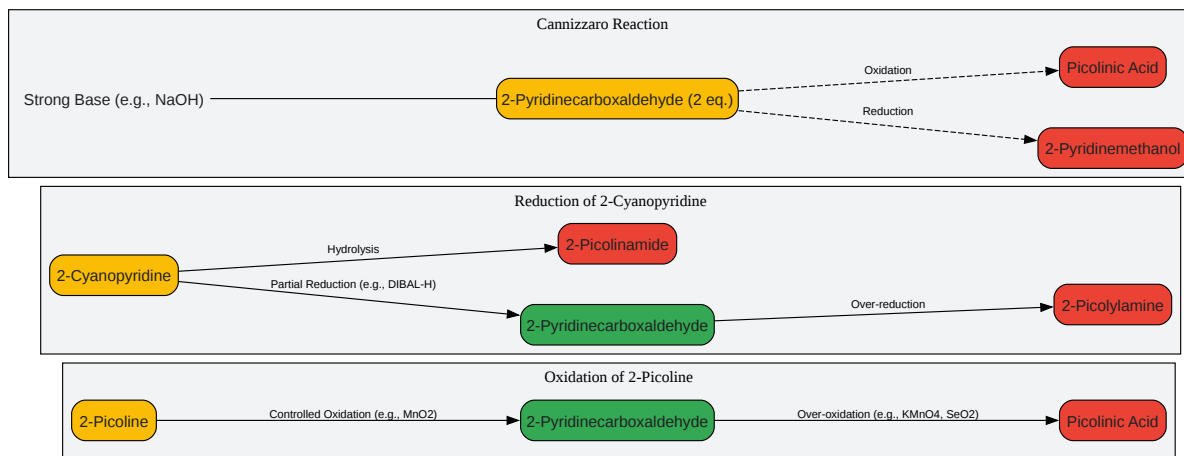 Cannizzaro Reaction
Strong Base (e.g., NaOH)
2-Pyridinecarboxaldehyde (2 eq.)
Oxidation
Picolinic Acid
Reduction
2-Pyridinemethanol
Reduction of 2-Cyanopyridine
2-Cyanopyridine
Hydrolysis
2-Picolinamide
Partial Reduction (e.g., DIBAL-H)
2-Pyridinecarboxaldehyde
Over-reduction
2-Picolylamine
Oxidation of 2-Picoline
2-Picoline
Controlled Oxidation (e.g., MnO2)
2-Pyridinecarboxaldehyde
Over-oxidation (e.g., KMnO4, SeO2)
Picolinic Acid